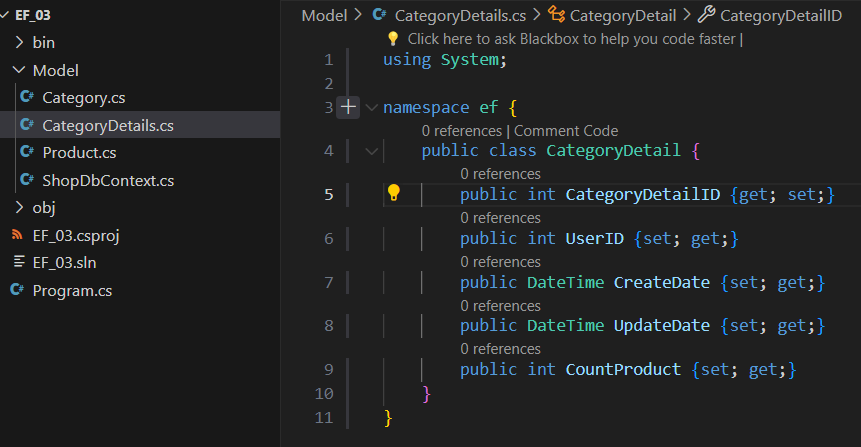 EF_03
bin
Model
Category.cs
CategoryDetails.cs
Product.cs
ShopDbContext.cs
obj
EF_03.csproj
EF_03.sln
Program.cs
Model > C# CategoryDetails.cs > CategoryDetail > CategoryDetailID
Click here to ask Blackbox to help you code faster |
1 using System;
2
3 namespace ef {
0 references | Comment Code
4 public class CategoryDetail {
0 references
5 public int CategoryDetailID {get; set;}
0 references
6 public int UserID {set; get;}
0 references
7 public DateTime CreateDate {set; get;}
0 references
8 public DateTime UpdateDate {set; get;}
0 references
9 public int CountProduct {set; get;}
10 }
11 }